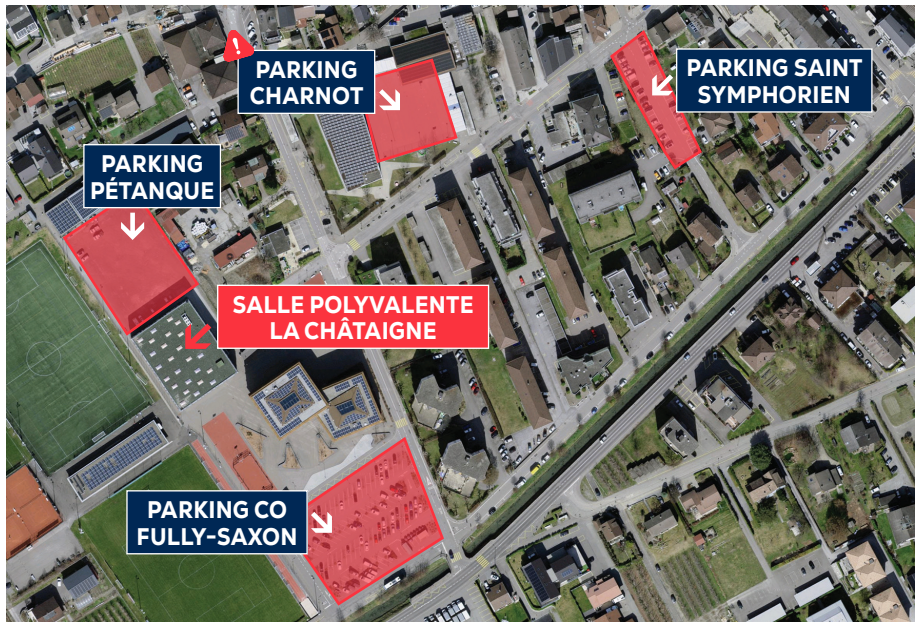 !
PARKING
CHARNOT
PARKING SAINT
SYMPHORIEN
PARKING
PÉTANQUE
SALLE POLYVALENTE
LA CHÂTAIGNE
PARKING CO
FULLY-SAXON